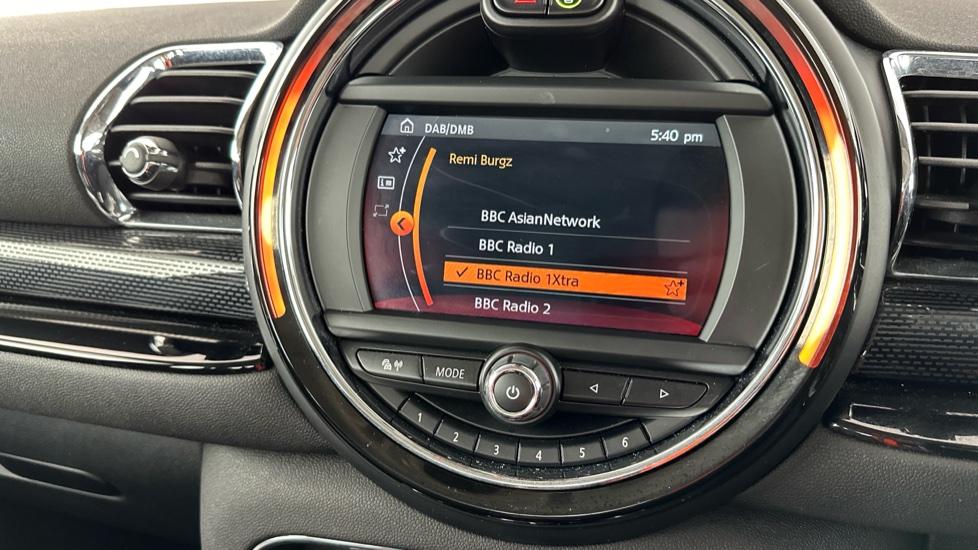 DAB/DMB
5:40 pm
Remi Burgz
BBC AsianNetwork
BBC Radio 1
BBC Radio 1Xtra
BBC Radio 2
MODE
1
2
3
4
5
6